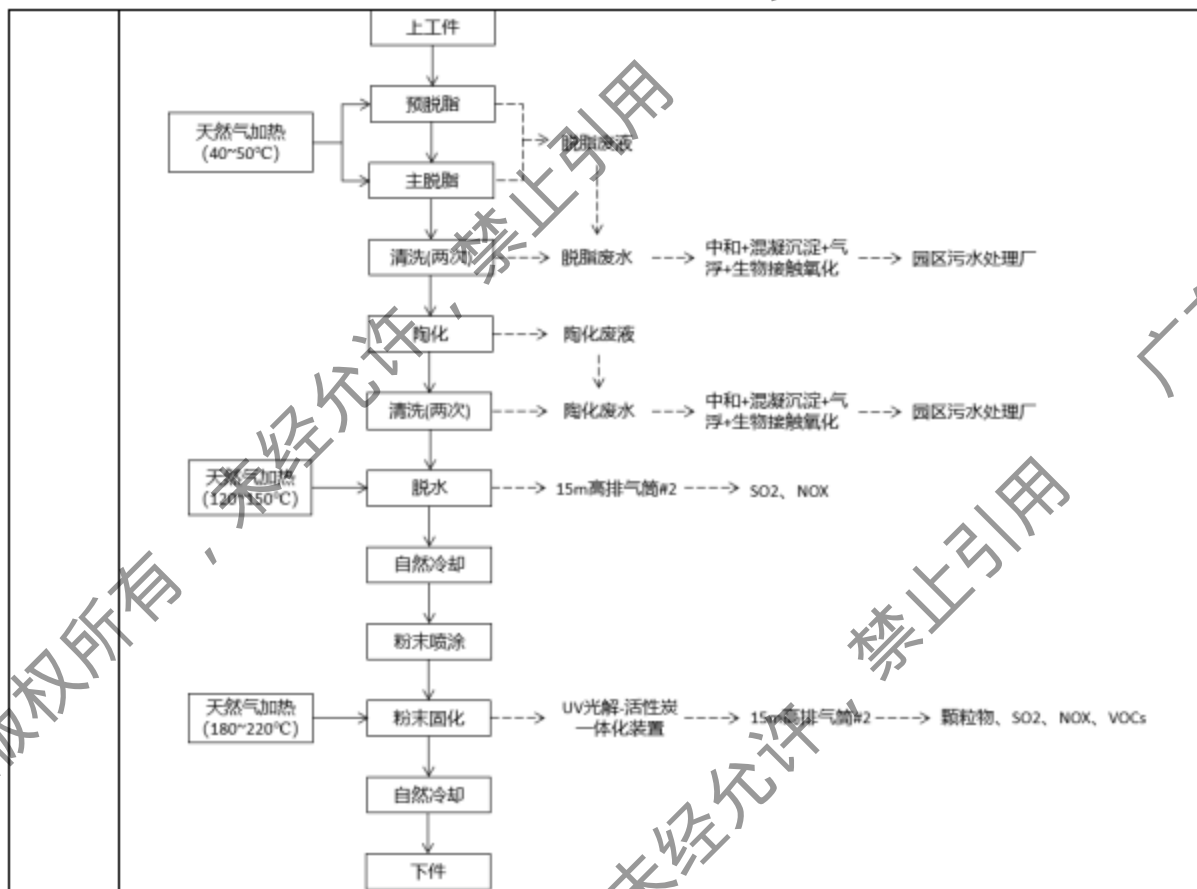 上工件
预脱脂
天然气加热
(40~50℃)
脱脂废液
主脱脂
清洗(两次)
脱脂废水
中和+混凝沉淀+气
浮+生物接触氧化
园区污水处理厂
陶化
陶化废液
清洗(两次)
陶化废水
中和+混凝沉淀+气
浮+生物接触氧化
园区污水处理厂
天然气加热
(120~150℃)
脱水
15m高排气筒#2
SO2、NOX
自然冷却
粉末喷涂
天然气加热
(180~220℃)
粉末固化
UV光解-活性炭
一体化装置
15m高排气筒#2
颗粒物、SO2、NOX、VOCs
自然冷却
下件
版权所有，未经允许，禁止引用
未经允许，禁止引用
广